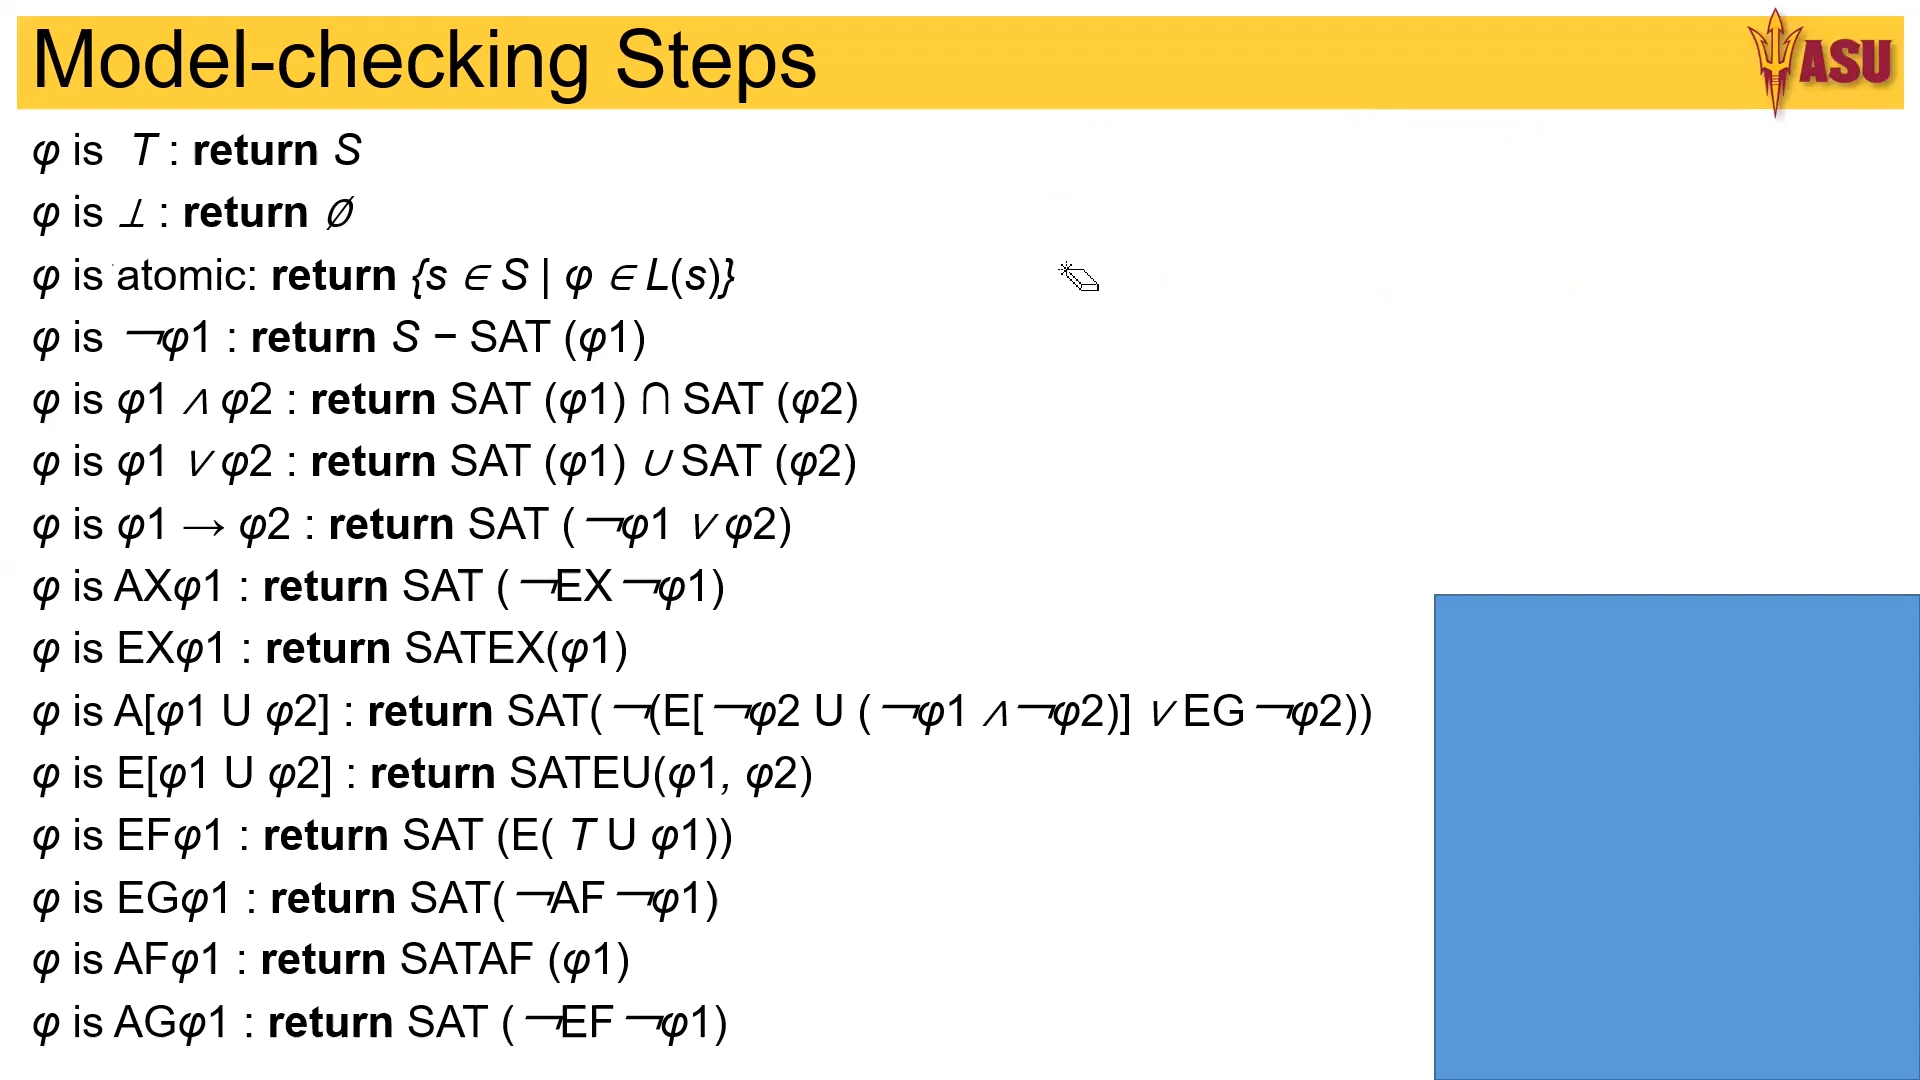 Model-checking Steps
ASU
φ is T : return S
φ is ⊥ : return ∅
φ is atomic: return {s ∈ S | φ ∈ L(s)}
φ is ¬φ1 : return S − SAT (φ1)
φ is φ1 ∧ φ2 : return SAT (φ1) ∩ SAT (φ2)
φ is φ1 ∨ φ2 : return SAT (φ1) ∪ SAT (φ2)
φ is φ1 → φ2 : return SAT (¬φ1 ∨ φ2)
φ is AXφ1 : return SAT (¬EX¬φ1)
φ is EXφ1 : return SATEX(φ1)
φ is A[φ1 U φ2] : return SAT(¬(E[¬φ2 U (¬φ1 ∧¬φ2)] ∨ EG¬φ2))
φ is E[φ1 U φ2] : return SATEU(φ1, φ2)
φ is EFφ1 : return SAT (E( T U φ1))
φ is EGφ1 : return SAT(¬AF¬φ1)
φ is AFφ1 : return SATAF (φ1)
φ is AGφ1 : return SAT (¬EF¬φ1)